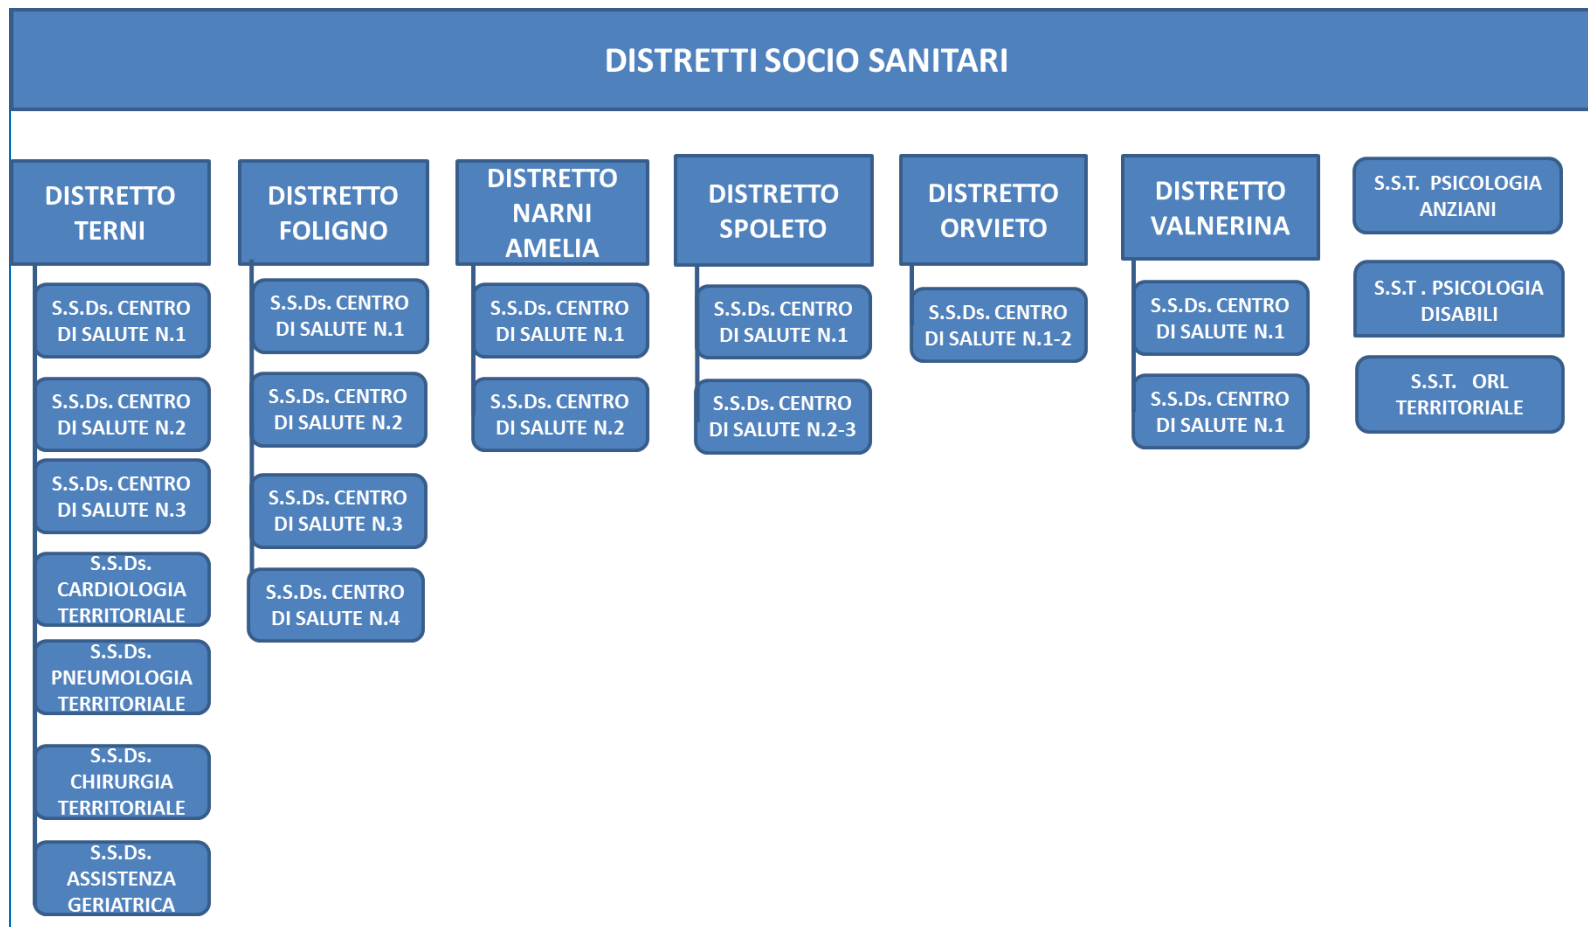 DISTRETTI SOCIO SANITARI
DISTRETTO
TERNI
S.S.Ds. CENTRO
DI SALUTE N.1
S.S.Ds. CENTRO
DI SALUTE N.2
S.S.Ds. CENTRO
DI SALUTE N.3
S.S.Ds.
CARDIOLOGIA
TERRITORIALE
S.S.Ds.
PNEUMOLOGIA
TERRITORIALE
S.S.Ds.
CHIRURGIA
TERRITORIALE
S.S.Ds.
ASSISTENZA
GERIATRICA
DISTRETTO
FOLIGNO
S.S.Ds. CENTRO
DI SALUTE N.1
S.S.Ds. CENTRO
DI SALUTE N.2
S.S.Ds. CENTRO
DI SALUTE N.3
S.S.Ds. CENTRO
DI SALUTE N.4
DISTRETTO
NARNI
AMELIA
S.S.Ds. CENTRO
DI SALUTE N.1
S.S.Ds. CENTRO
DI SALUTE N.2
DISTRETTO
SPOLETO
S.S.Ds. CENTRO
DI SALUTE N.1
S.S.Ds. CENTRO
DI SALUTE N.2-3
DISTRETTO
ORVIETO
S.S.Ds. CENTRO
DI SALUTE N.1-2
DISTRETTO
VALNERINA
S.S.Ds. CENTRO
DI SALUTE N.1
S.S.Ds. CENTRO
DI SALUTE N.1
S.S.T. PSICOLOGIA
ANZIANI
S.S.T . PSICOLOGIA
DISABILI
S.S.T. ORL
TERRITORIALE